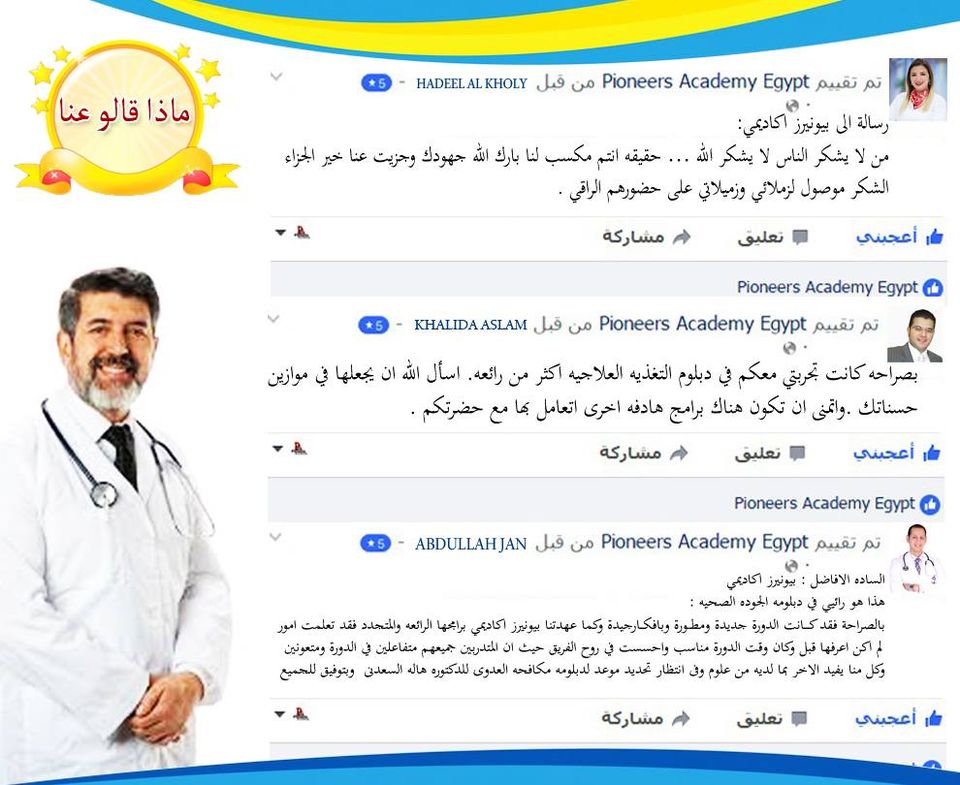 ماذا قالو عنا
تم تقييم Pioneers Academy Egypt من قبل HADEEL AL KHOLY - 5★
رسالة الى بيونيرز اكاديمي:
من لا يشكر الناس لا يشكر الله ... حقيقه انتم مكسب لنا بارك الله جهودك وجزيت عنا خير الجزاء
الشكر موصول لزملائي وزميلاتي على حضورهم الراقي .
أعجبني تعليق مشاركة
Pioneers Academy Egypt
تم تقييم Pioneers Academy Egypt من قبل KHALIDA ASLAM - 5★
بصراحه كانت تجربتي معكم في دبلوم التغذيه العلاجيه اكثر من رائعه. اسأل الله ان يجعلها في موازين
حسناتك .واتمنى ان تكون هناك برامج هادفه اخرى اتعامل بها مع حضرتكم .
أعجبني تعليق مشاركة
Pioneers Academy Egypt
تم تقييم Pioneers Academy Egypt من قبل ABDULLAH JAN - 5★
الساده الافاضل : بيونيرز اكاديمي
هذا هو رائيي في دبلومه الجوده الصحيه :
بالصراحة فقد كانت الدورة جديدة ومطورة وبافكارجيدة وكما عهدتنا بيونيرز اكاديمي برامجها الرائعه والمتجدد فقد تعلمت امور
لم اكن اعرفها قبل وكان وقت الدورة مناسب واحسست في روح الفريق حيث ان المتدربين جميعهم متفاعلين في الدورة ومتعونين
وكل منا يفيد الاخر بما لديه من علوم وفى انتظار تحديد موعد لدبلومه مكافحه العدوى للدكتوره هاله السعدنى وبتوفيق للجميع
أعجبني تعليق مشاركة